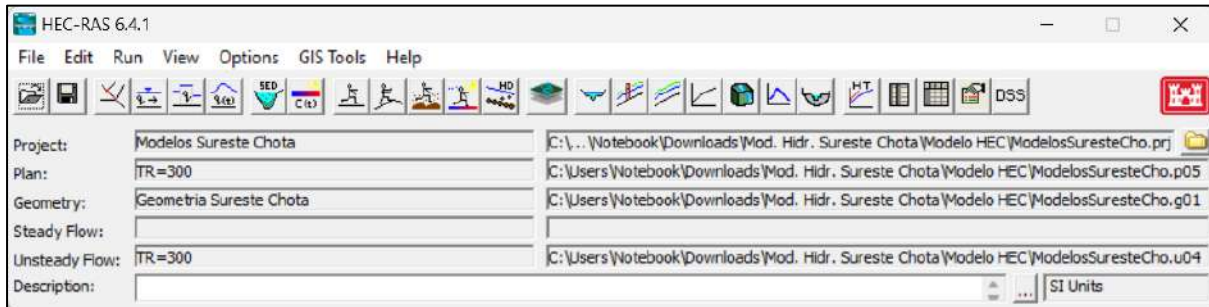 HEC-RAS 6.4.1
File Edit Run View Options GIS Tools Help
SED C(t) HD HT DSS
Project: Modelos Sureste Chota C:\... \Notebook\Downloads\Mod. Hidr. Sureste Chota\Modelo HEC\ModelosSuresteCho.prj
Plan: TR=300 C:\Users\Notebook\Downloads\Mod. Hidr. Sureste Chota\Modelo HEC\ModelosSuresteCho.p05
Geometry: Geometria Sureste Chota C:\Users\Notebook\Downloads\Mod. Hidr. Sureste Chota\Modelo HEC\ModelosSuresteCho.g01
Steady Flow:
Unsteady Flow: TR=300 C:\Users\Notebook\Downloads\Mod. Hidr. Sureste Chota\Modelo HEC\ModelosSuresteCho.u04
Description: ... SI Units